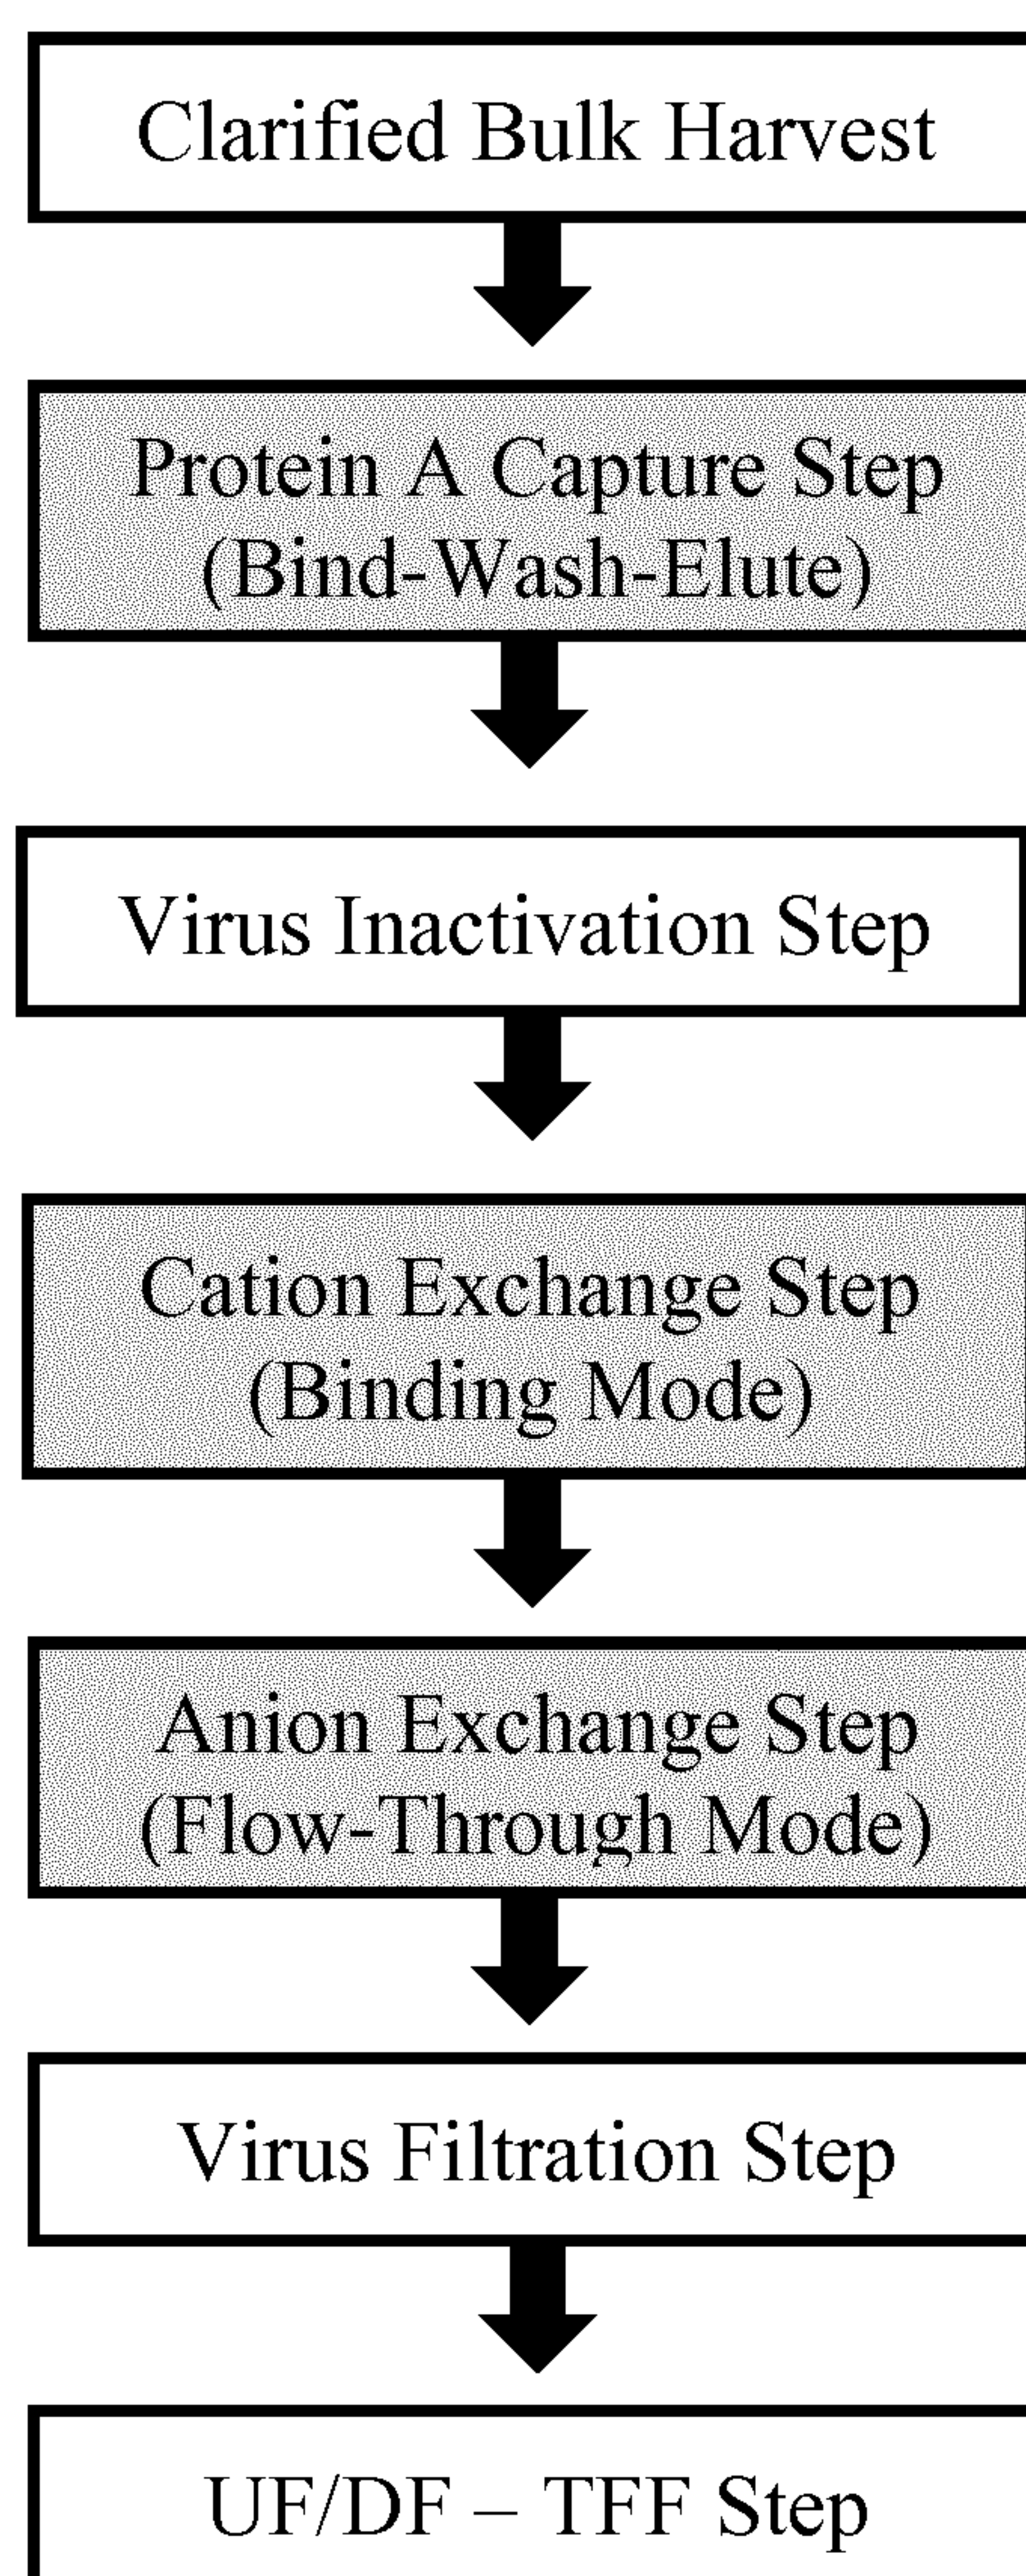 Clarified Bulk Harvest
Protein A Capture Step
(Bind-Wash-Elute)
Virus Inactivation Step
Cation Exchange Step
(Binding Mode)
Anion Exchange Step
(Flow-Through Mode)
Virus Filtration Step
UF/DF – TFF Step